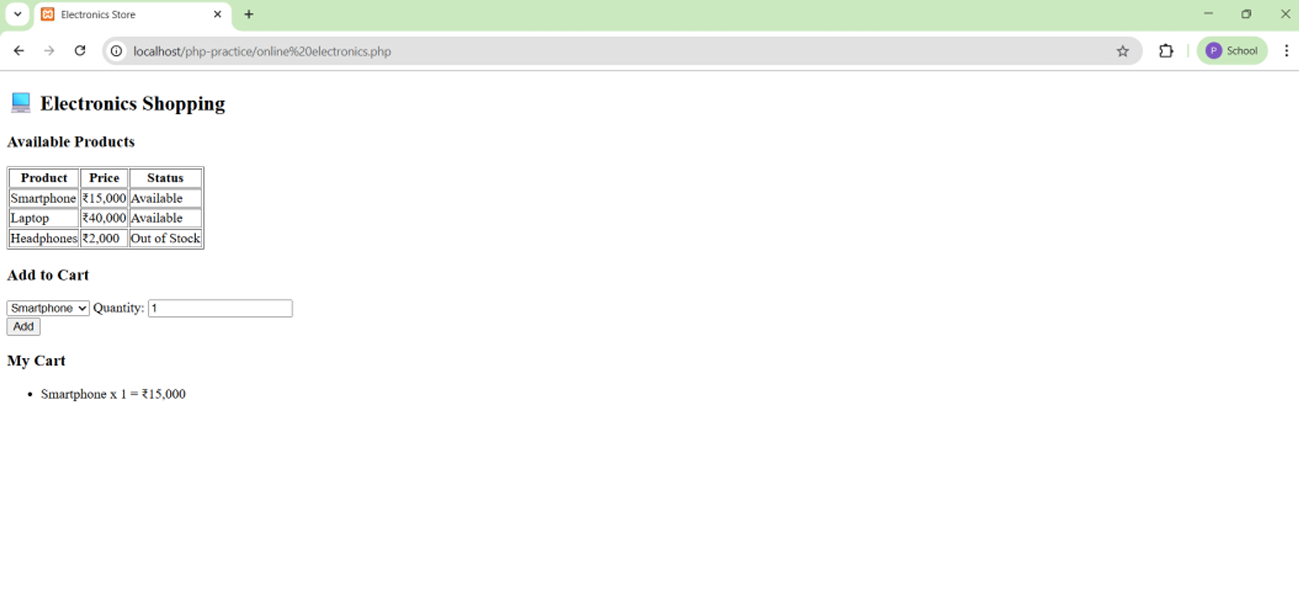 Electronics Store
localhost/php-practice/online%20electronics.php
P School
Electronics Shopping
Available Products
Product Price Status
Smartphone ₹15,000 Available
Laptop ₹40,000 Available
Headphones ₹2,000 Out of Stock
Add to Cart
Smartphone Quantity: 1
Add
My Cart
• Smartphone x 1 = ₹15,000